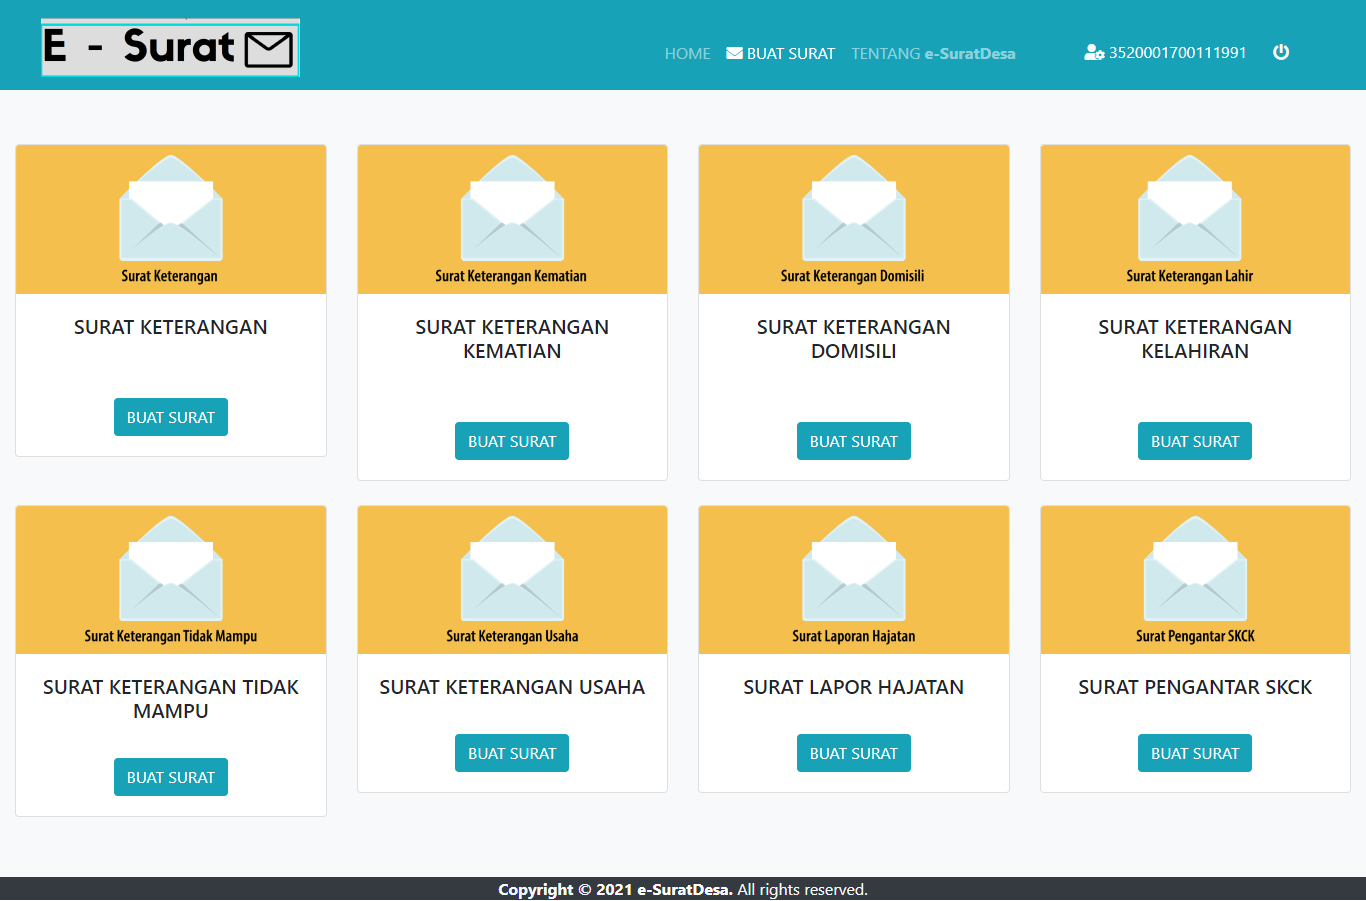 E - Surat
HOME BUAT SURAT TENTANG e-SuratDesa 3520001700111991
Surat Keterangan
SURAT KETERANGAN
BUAT SURAT
Surat Keterangan Kematian
SURAT KETERANGAN
KEMATIAN
BUAT SURAT
Surat Keterangan Domisili
SURAT KETERANGAN
DOMISILI
BUAT SURAT
Surat Keterangan Lahir
SURAT KETERANGAN
KELAHIRAN
BUAT SURAT
Surat Keterangan Tidak Mampu
SURAT KETERANGAN TIDAK
MAMPU
BUAT SURAT
Surat Keterangan Usaha
SURAT KETERANGAN USAHA
BUAT SURAT
Surat Laporan Hajatan
SURAT LAPOR HAJATAN
BUAT SURAT
Surat Pengantar SKCK
SURAT PENGANTAR SKCK
BUAT SURAT
Copyright © 2021 e-SuratDesa. All rights reserved.